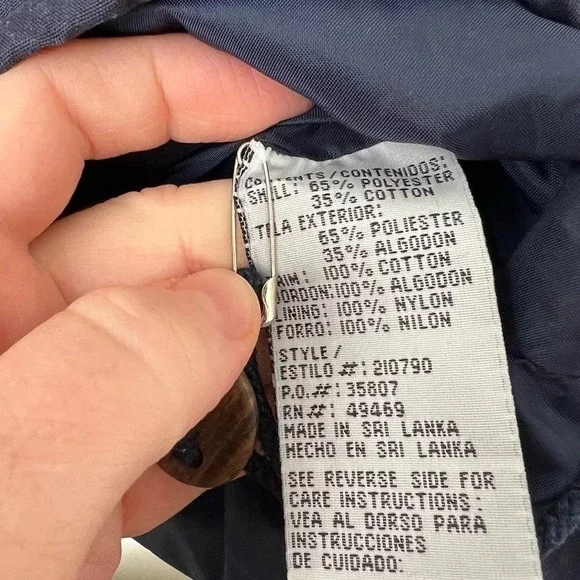 CONTENTS/CONTENIDOS:
SHELL: 65% POLYESTER
35% COTTON
TELA EXTERIOR:
65% POLIESTER
35% ALGODON
AIM: 100% COTTON
ORDON: 100% ALGODON
LINING: 100% NYLON
FORRO: 100% NILON
STYLE/
ESTILO #: 210790
P.O.#: 35807
RN#: 49469
MADE IN SRI LANKA
HECHO EN SRI LANKA
SEE REVERSE SIDE FOR
CARE INSTRUCTIONS:
VEA AL DORSO PARA
INSTRUCCIONES
DE CUIDADO: